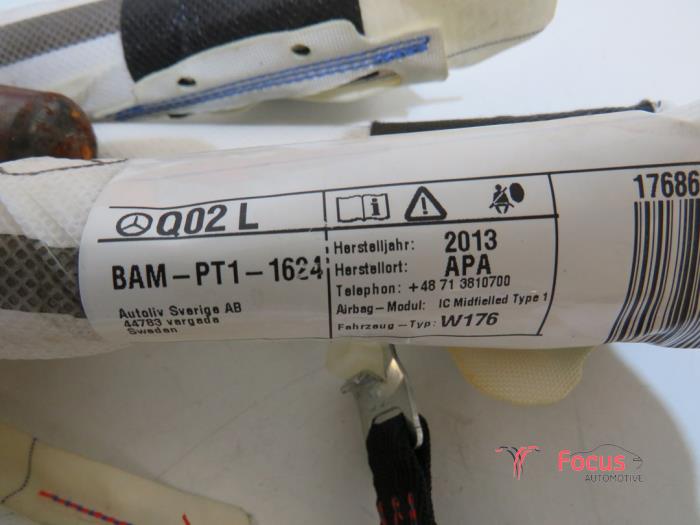 Q02 L
BAM-PT1-1624
Autoliv Sverige AB
44783 vargada
Sweden
Herstelljahr: 2013
Herstellort: APA
Telephon: +48 71 3810700
Airbag-Modul: IC Midfielled Type 1
Fahrzeug-Typ: W176
17686
Focus
AUTOMOTIVE